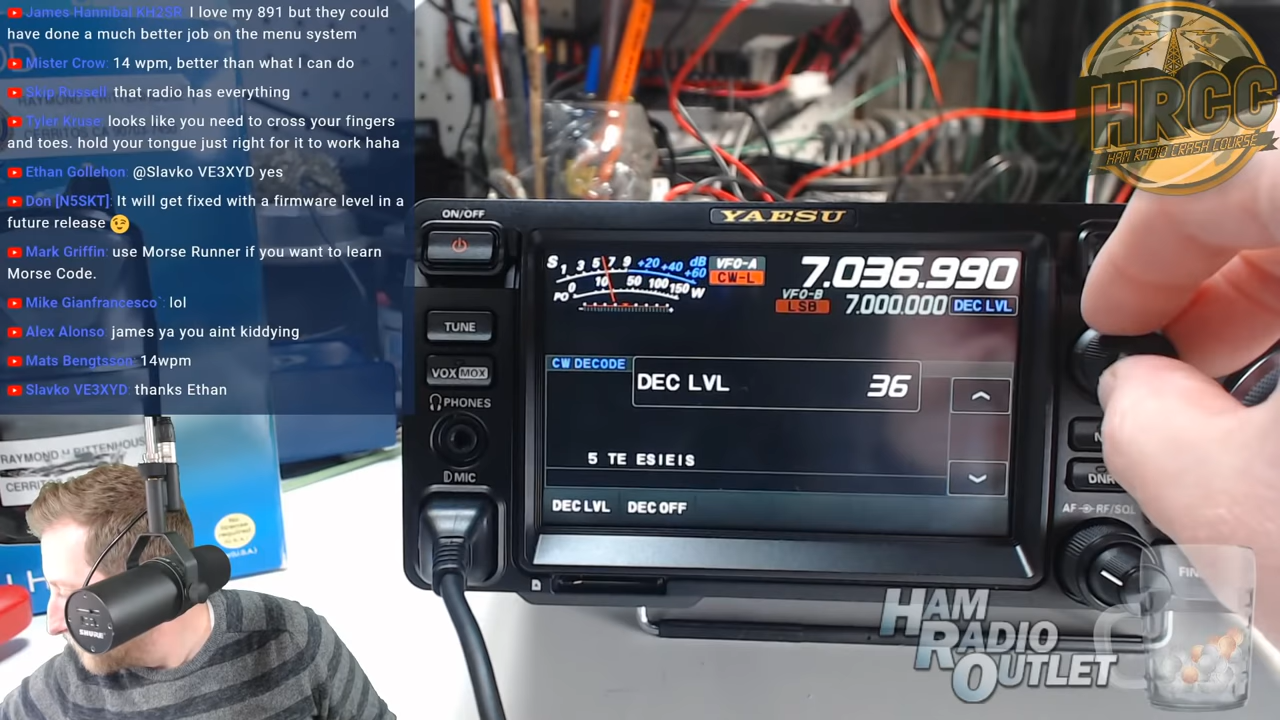 James Hannibal KH2SR: I love my 891 but they could
have done a much better job on the menu system
Mister Crow: 14 wpm, better than what I can do
Skip Russell: that radio has everything
Tyler Kruse: looks like you need to cross your fingers
and toes. hold your tongue just right for it to work haha
Ethan Gollehon: @Slavko VE3XYD yes
Don [N5SKT]: It will get fixed with a firmware level in a
future release 😉
Mark Griffin: use Morse Runner if you want to learn
Morse Code.
Mike Gianfrancesco`: lol
Alex Alonso: james ya you aint kiddying
Mats Bengtsson: 14wpm
Slavko VE3XYD: thanks Ethan
RAYMOND H RITTENHOUS
CERRITO
SHURE
HRCC
HAM RADIO CRASH COURSE
YAESU
ON/OFF
TUNE
VOX MOX
PHONES
MIC
S 1 3 5 7 9 +20 +40 +60 dB
PO 0 10 50 100 150 W
VFO-A
CW-L
7.036.990
VFO-B
LSB
7.000.000
DEC LVL
CW DECODE
DEC LVL 36
5 TE ESIEIS
DEC LVL DEC OFF
DNR
AF RF/SQL
FIN
HAM
RADIO
OUTLET